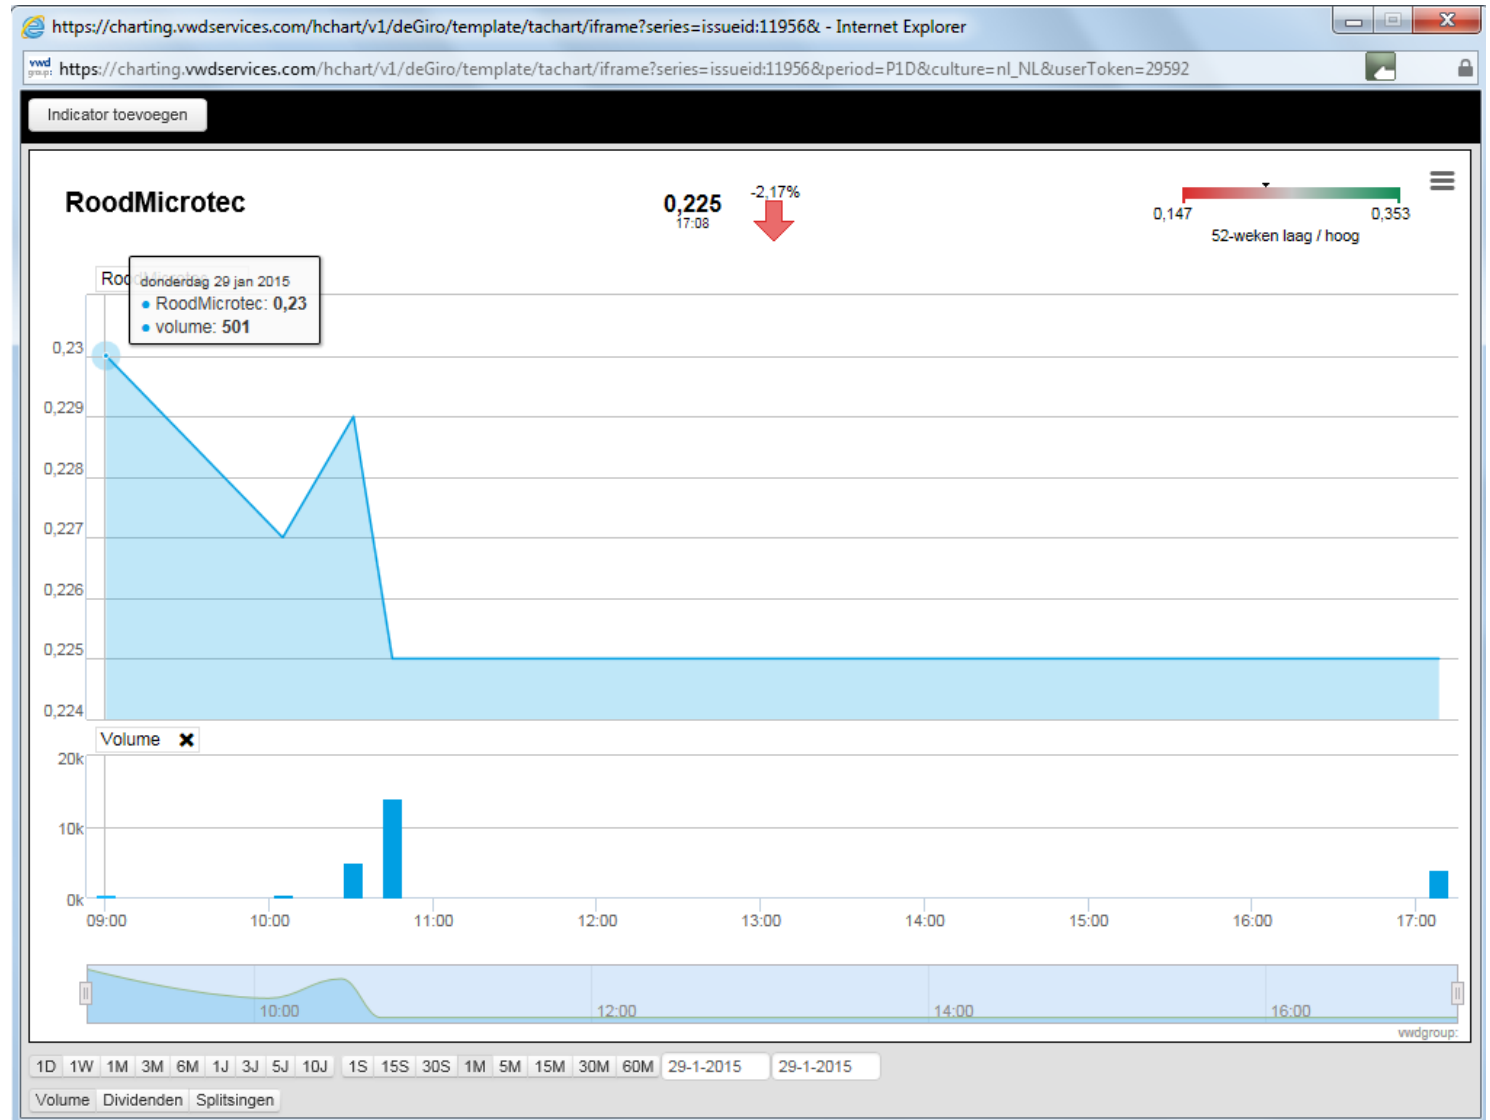 https://charting.vwdservices.com/hchart/v1/deGiro/template/tachart/iframe?series=issueid:11956& - Internet Explorer
vwd group: https://charting.vwdservices.com/hchart/v1/deGiro/template/tachart/iframe?series=issueid:11956&period=P1D&culture=nl_NL&userToken=29592
Indicator toevoegen
RoodMicrotec
0,225
17:08
-2,17%
0,147 0,353
52-weken laag / hoog
RoodMicrotec
donderdag 29 jan 2015
• RoodMicrotec: 0,23
• volume: 501
0,23
0,229
0,228
0,227
0,226
0,225
0,224
Volume
20k
10k
0k
09:00 10:00 11:00 12:00 13:00 14:00 15:00 16:00 17:00
10:00 12:00 14:00 16:00
vwdgroup:
1D 1W 1M 3M 6M 1J 3J 5J 10J 1S 15S 30S 1M 5M 15M 30M 60M 29-1-2015 29-1-2015
Volume Dividenden Splitsingen